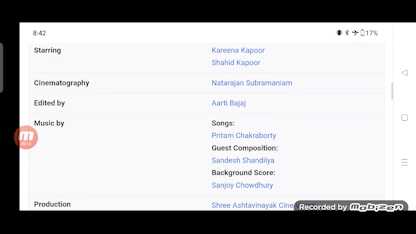 8:42
17%
Starring
Kareena Kapoor
Shahid Kapoor
Cinematography
Natarajan Subramaniam
Edited by
Aarti Bajaj
Music by
Songs:
Pritam Chakraborty
Guest Composition:
Sandesh Shandilya
Background Score:
Sanjoy Chowdhury
Production
Shree Ashtavinayak Cine
Recorded by Mobizen